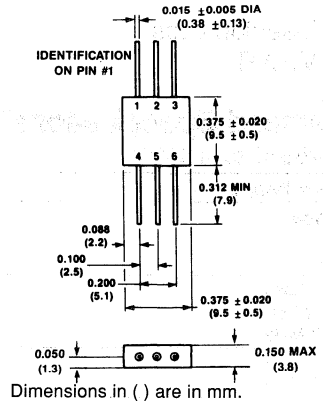 0.015 ±0.005 DIA
(0.38 ±0.13)
IDENTIFICATION
ON PIN #1
1 2 3
0.375 ±0.020
(9.5 ±0.5)
4 5 6
0.312 MIN
(7.9)
0.088
(2.2)
0.100
(2.5)
0.200
(5.1)
0.375 ±0.020
(9.5 ±0.5)
0.050
(1.3)
0.150 MAX
(3.8)
Dimensions in ( ) are in mm.